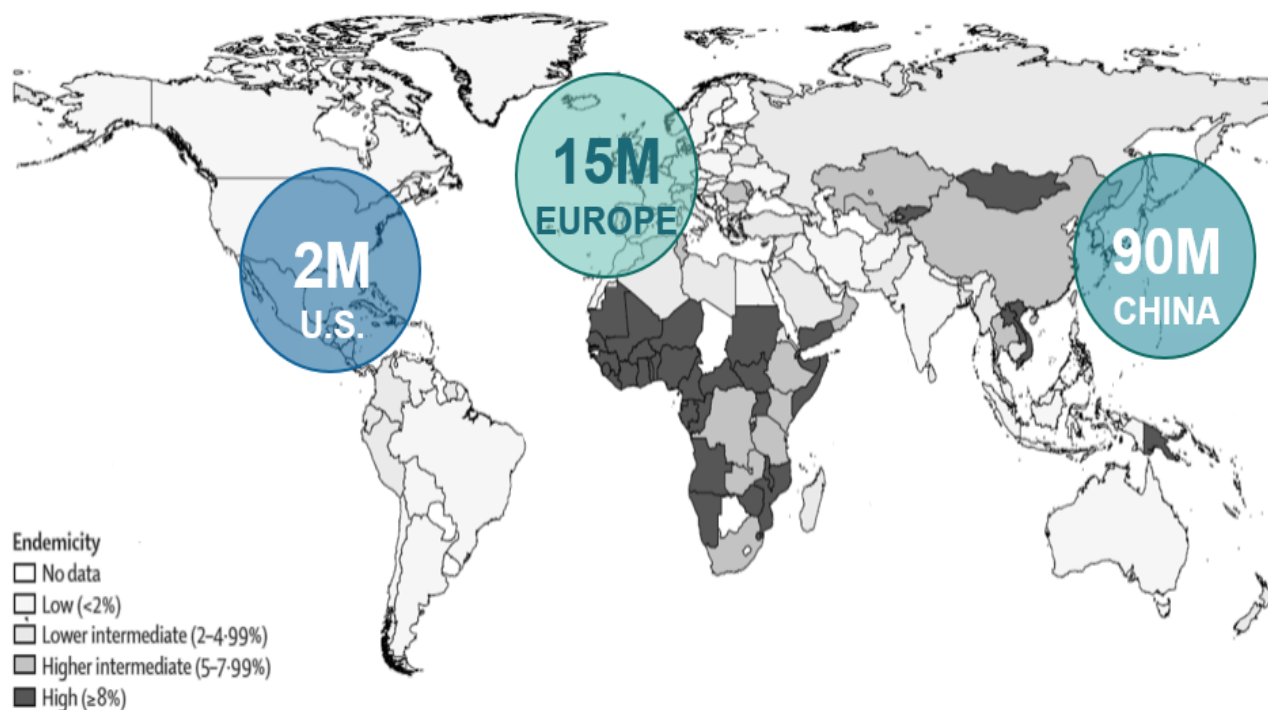 15M
EUROPE
2M
U.S.
90M
CHINA
Endemicity
No data
Low (<2%)
Lower intermediate (2–4·99%)
Higher intermediate (5–7·99%)
High (≥8%)